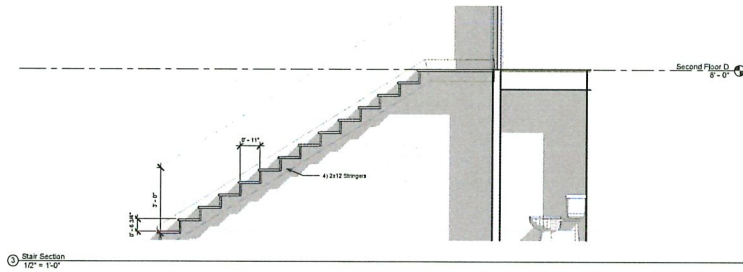 Second Floor D
8' - 0"
0' - 11"
4) 2x12 Stringers
3' - 0"
0' - 6 3/4"
3 Stair Section
1/2" = 1'-0"